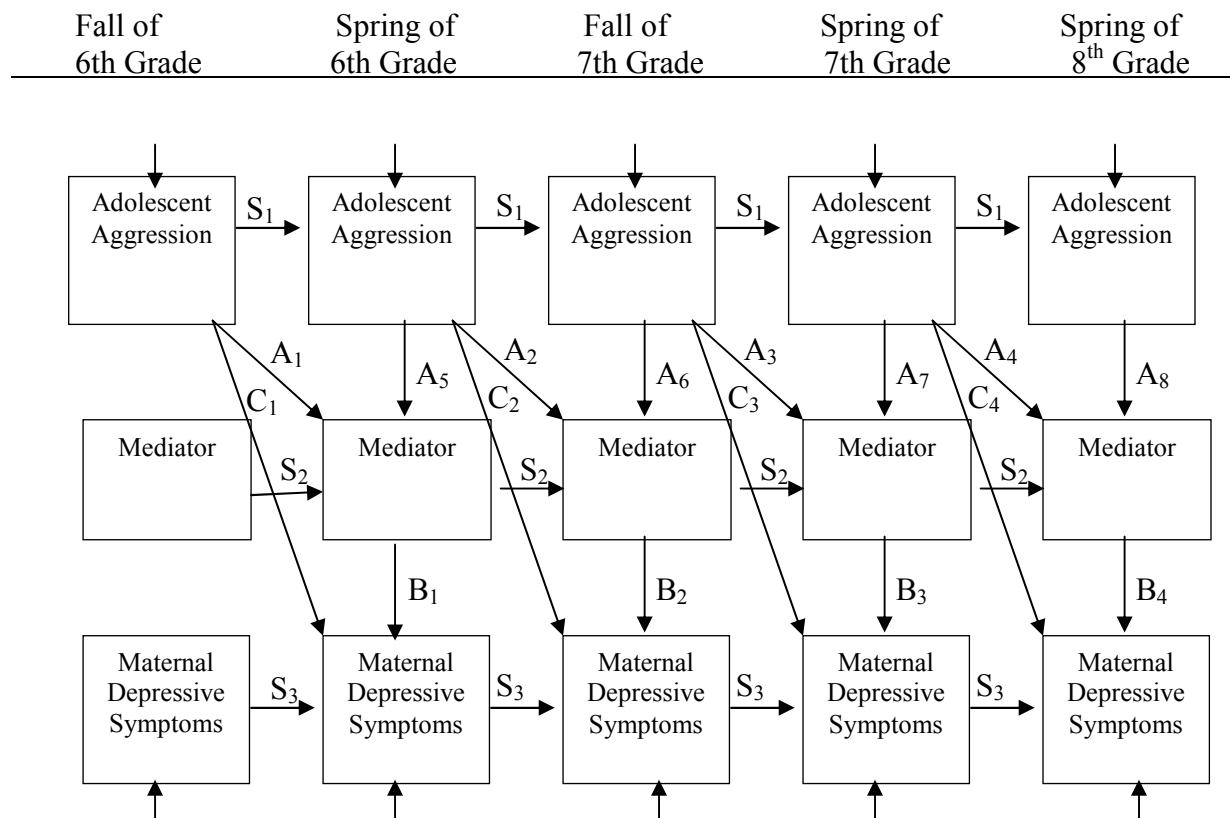 Fall of Spring of Fall of Spring of Spring of
6th Grade 6th Grade 7th Grade 7th Grade 8th Grade
Adolescent Adolescent Adolescent Adolescent Adolescent
Aggression Aggression Aggression Aggression Aggression
S1 S1 S1 S1
A1 A2 A3 A4
A5 A6 A7 A8
C1 C2 C3 C4
Mediator Mediator Mediator Mediator Mediator
S2 S2 S2 S2
B1 B2 B3 B4
Maternal Maternal Maternal Maternal Maternal
Depressive Depressive Depressive Depressive Depressive
Symptoms Symptoms Symptoms Symptoms Symptoms
S3 S3 S3 S3